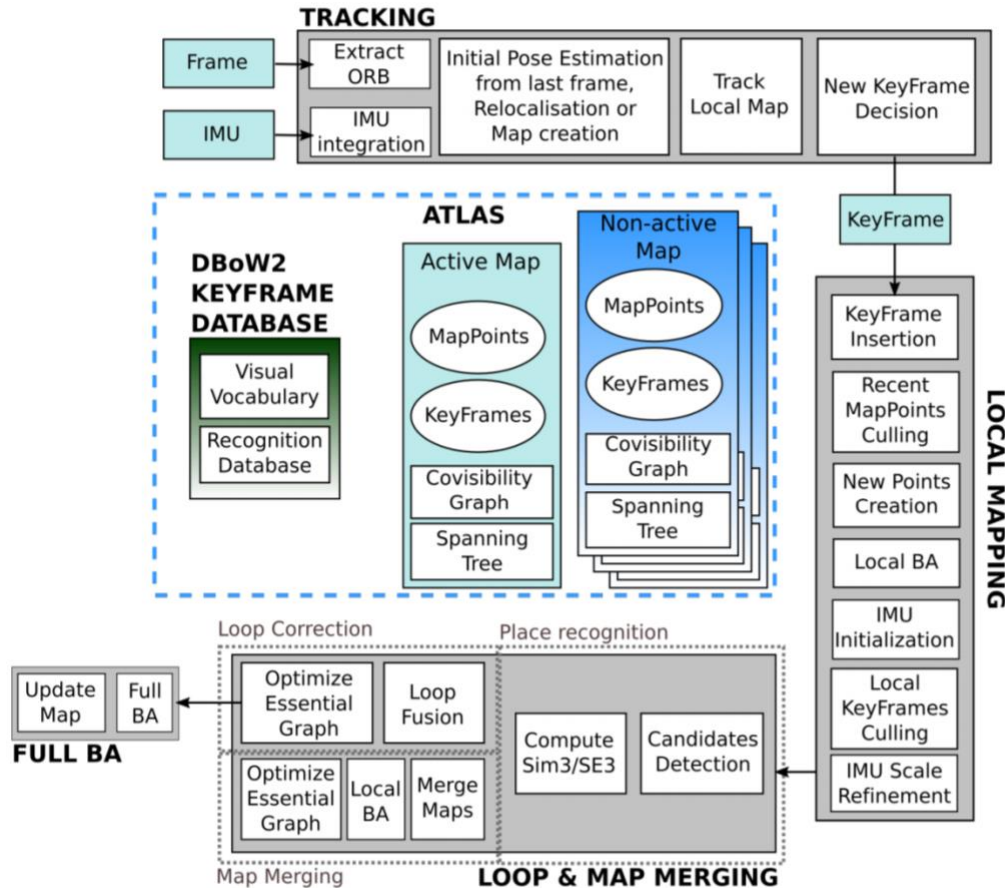 TRACKING
Frame
IMU
Extract
ORB
IMU
integration
Initial Pose Estimation
from last frame,
Relocalisation or
Map creation
Track
Local Map
New KeyFrame
Decision
KeyFrame
ATLAS
DBoW2
KEYFRAME
DATABASE
Visual
Vocabulary
Recognition
Database
Active Map
MapPoints
KeyFrames
Covisibility
Graph
Spanning
Tree
Non-active
Map
MapPoints
KeyFrames
Covisibility
Graph
Spanning
Tree
LOCAL MAPPING
KeyFrame
Insertion
Recent
MapPoints
Culling
New Points
Creation
Local BA
IMU
Initialization
Local
KeyFrames
Culling
IMU Scale
Refinement
Loop Correction
Place recognition
Optimize
Essential
Graph
Loop
Fusion
Compute
Sim3/SE3
Candidates
Detection
Optimize
Essential
Graph
Local
BA
Merge
Maps
Map Merging
LOOP & MAP MERGING
Update
Map
Full
BA
FULL BA